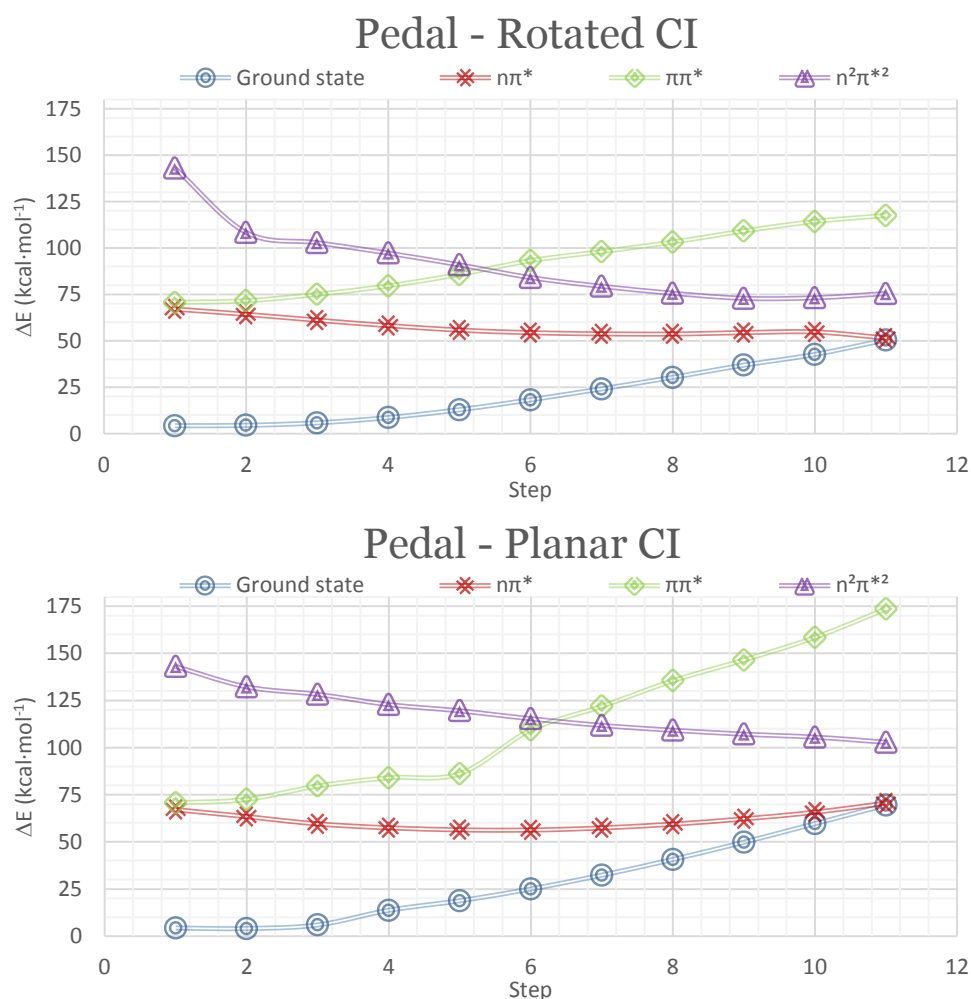 Pedal - Rotated CI
Ground state nπ* ππ* n²π*²
175
150
125
100
75
50
25
0
ΔE (kcal·mol⁻¹)
0 2 4 6 8 10 12
Step
Pedal - Planar CI
Ground state nπ* ππ* n²π*²
175
150
125
100
75
50
25
0
ΔE (kcal·mol⁻¹)
0 2 4 6 8 10 12
Step